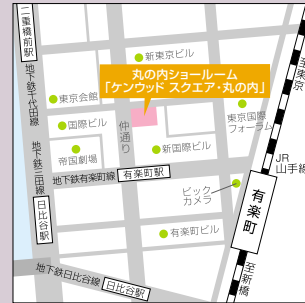 二重橋前駅
地下鉄千代田線
新東京ビル
至東京
丸の内ショールーム
「ケンウッド スクエア・丸の内」
東京会館
国際ビル
仲通り
東京国際
フォーラム
帝国劇場
新国際ビル
JR
山手線
地下鉄三田線
日比谷駅
地下鉄有楽町線
有楽町駅
ビック
カメラ
有楽町
有楽町ビル
地下鉄日比谷線
日比谷駅
至新橋